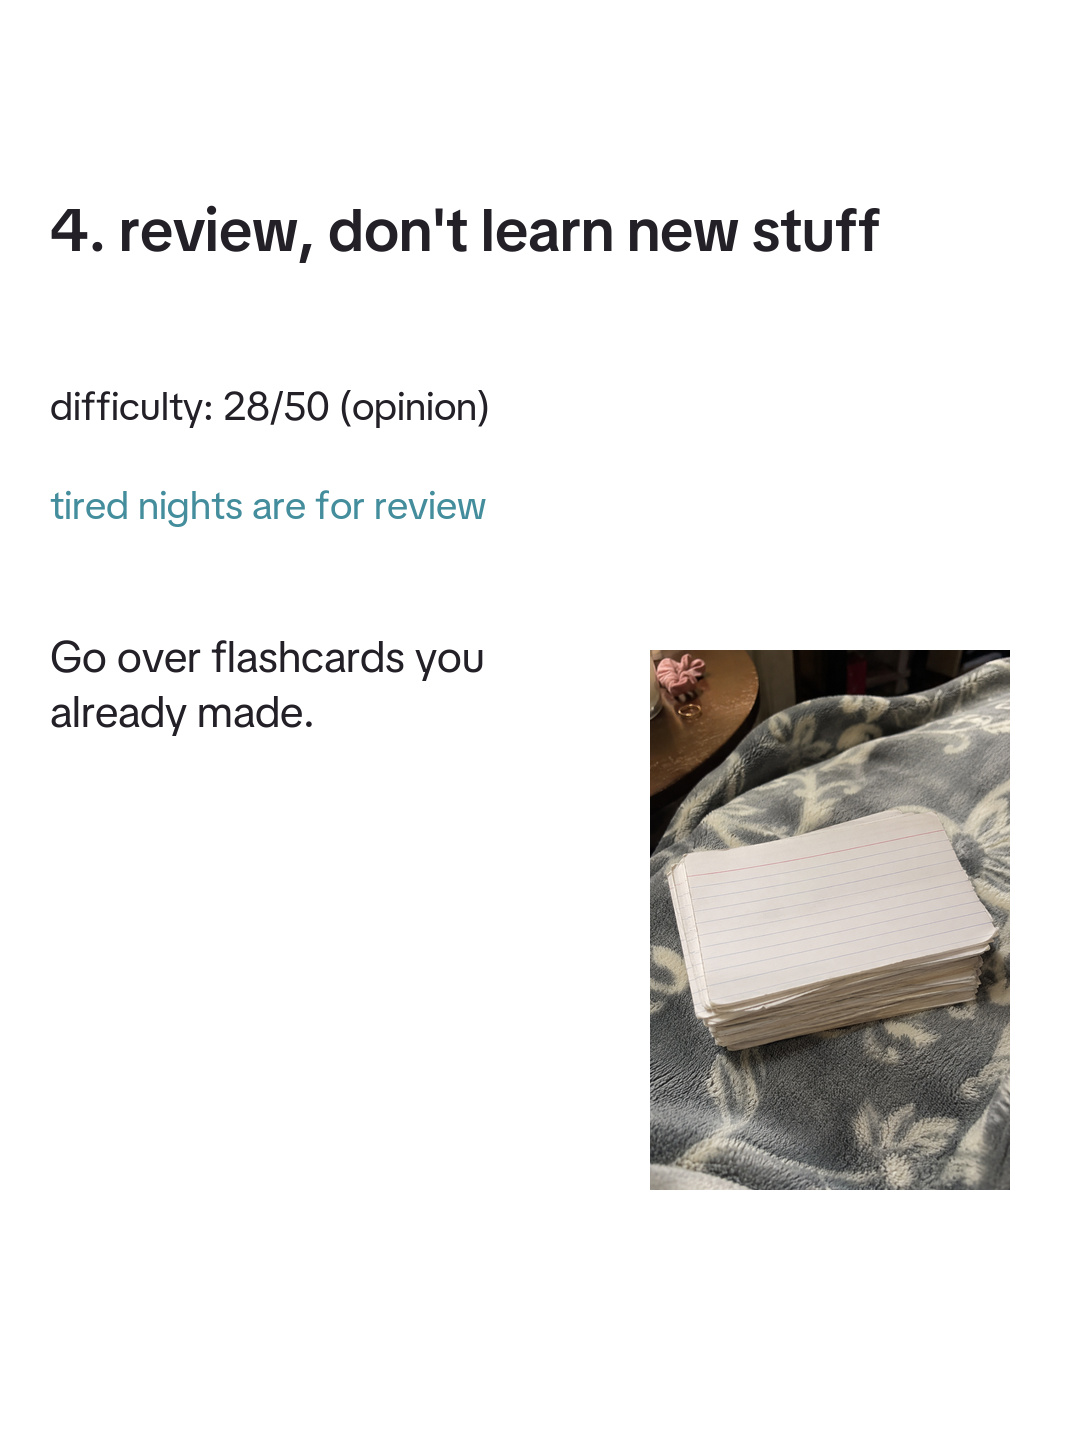 4. review, don't learn new stuff
difficulty: 28/50 (opinion)
tired nights are for review
Go over flashcards you
already made.